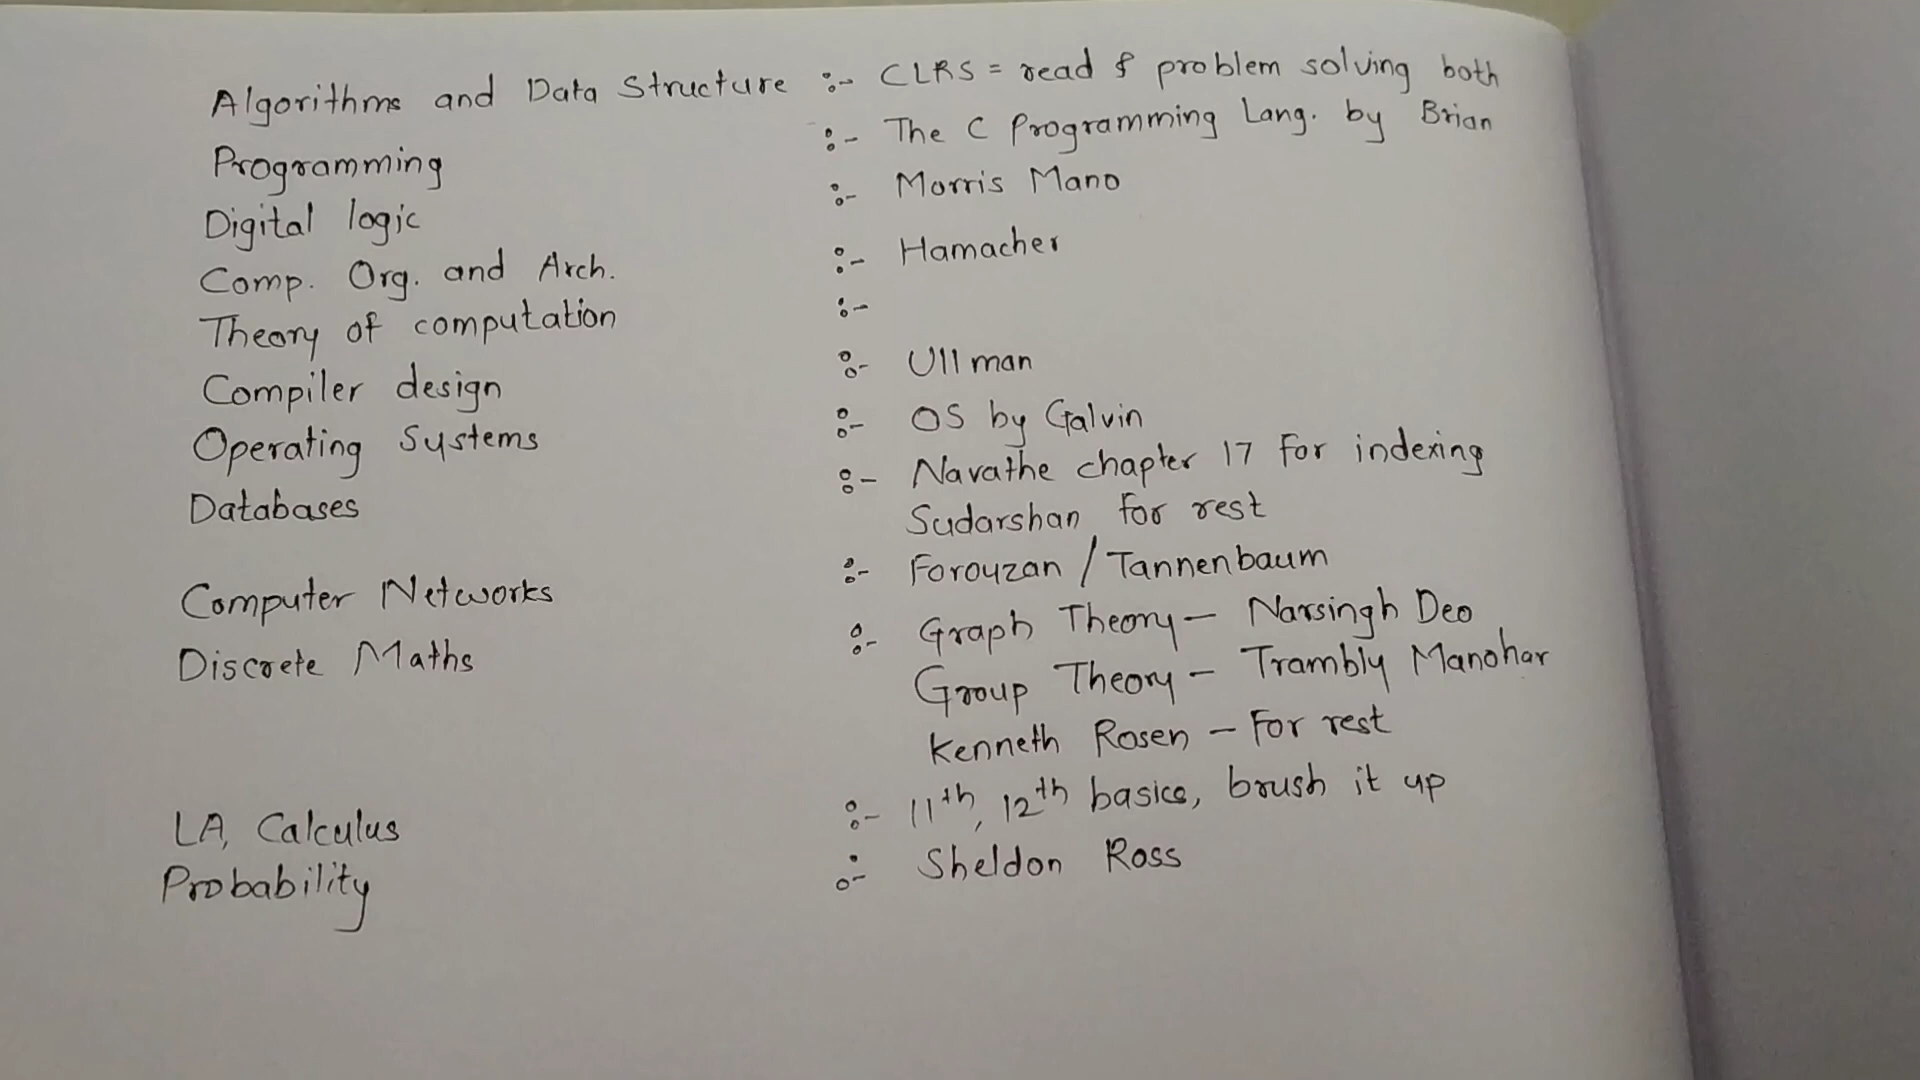 Algorithms and Data Structure :- CLRS = read & problem solving both
Programming :- The C Programming Lang. by Brian
Digital logic :- Morris Mano
Comp. Org. and Arch. :- Hamacher
Theory of computation :-
Compiler design :- Ullman
Operating Systems :- OS by Galvin
Databases :- Navathe chapter 17 for indexing
Sudarshan for rest
Computer Networks :- Forouzan / Tannenbaum
Discrete Maths :- Graph Theory - Narsingh Deo
Group Theory - Trambly Manohar
Kenneth Rosen - For rest
LA, Calculus :- 11th, 12th basics, brush it up
Probability :- Sheldon Ross